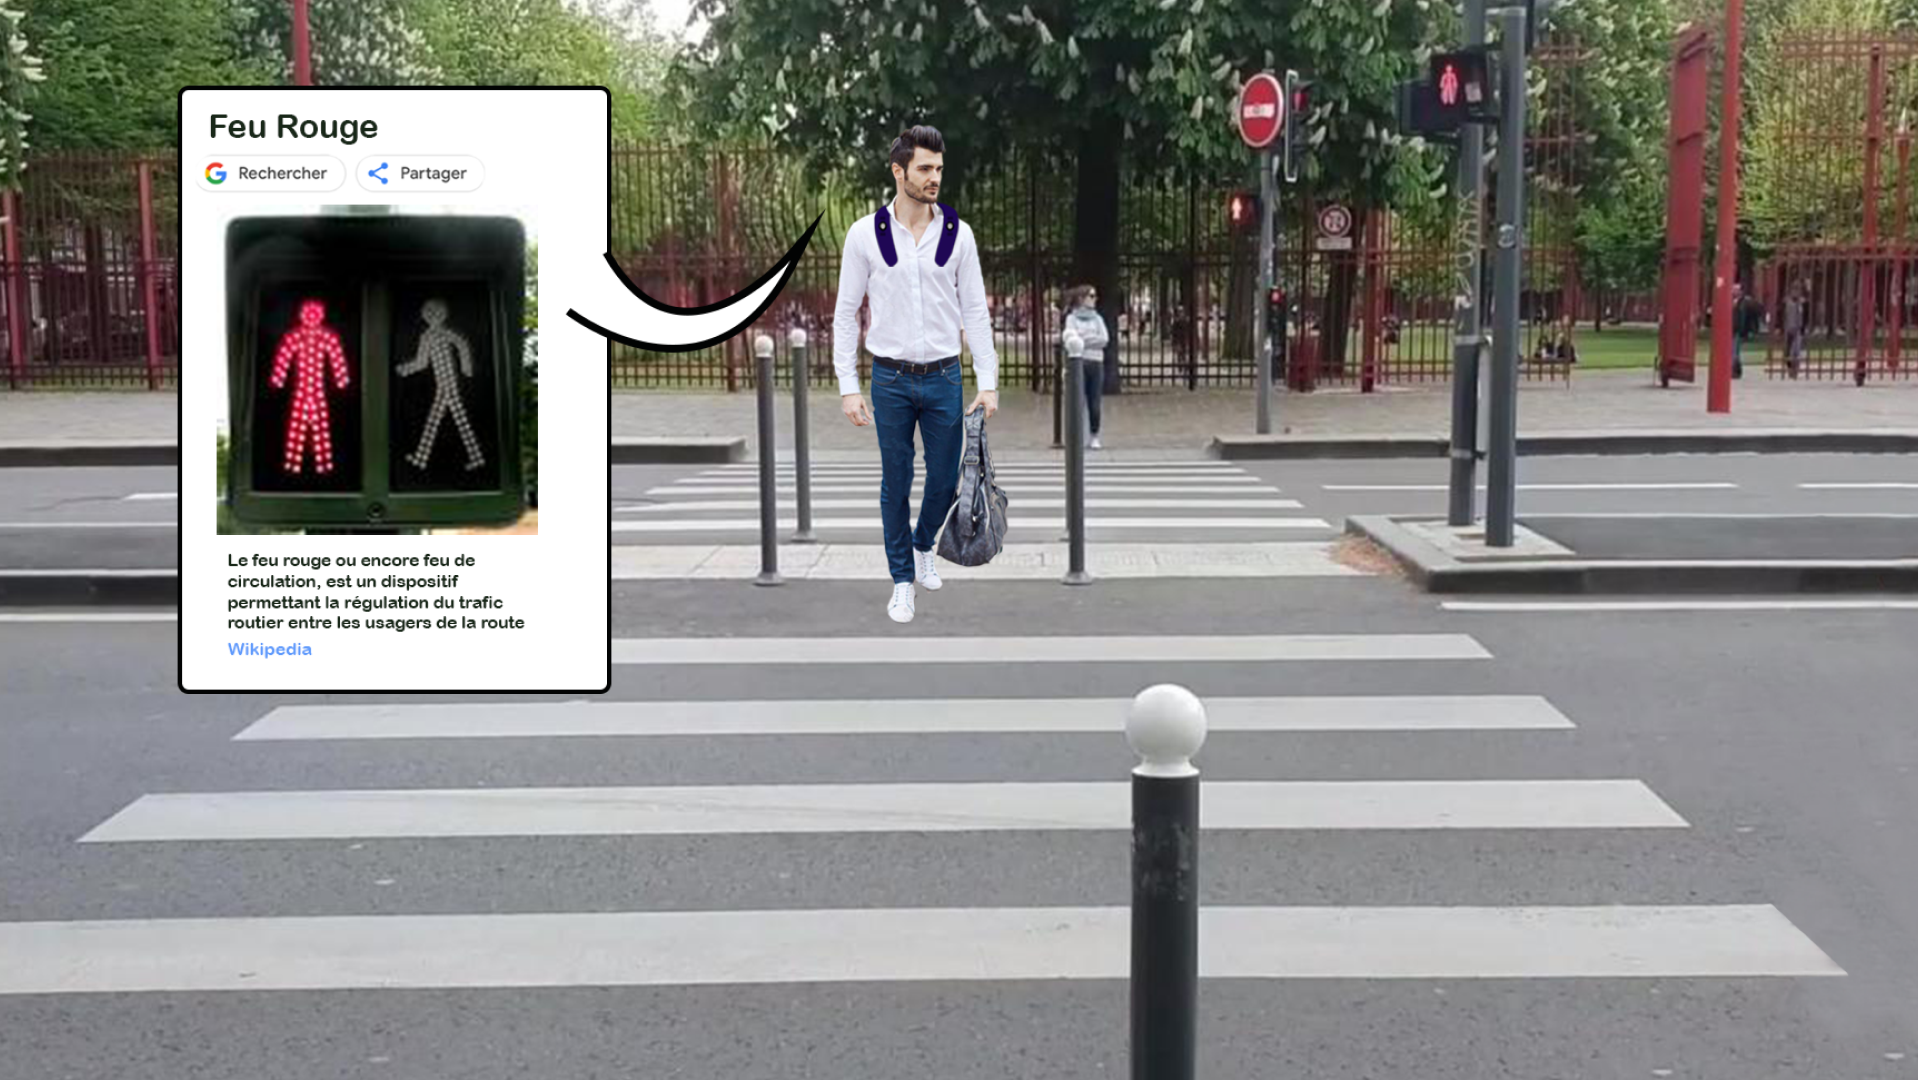 Feu Rouge
Rechercher
Partager
Le feu rouge ou encore feu de
circulation, est un dispositif
permettant la régulation du trafic
routier entre les usagers de la route
Wikipedia